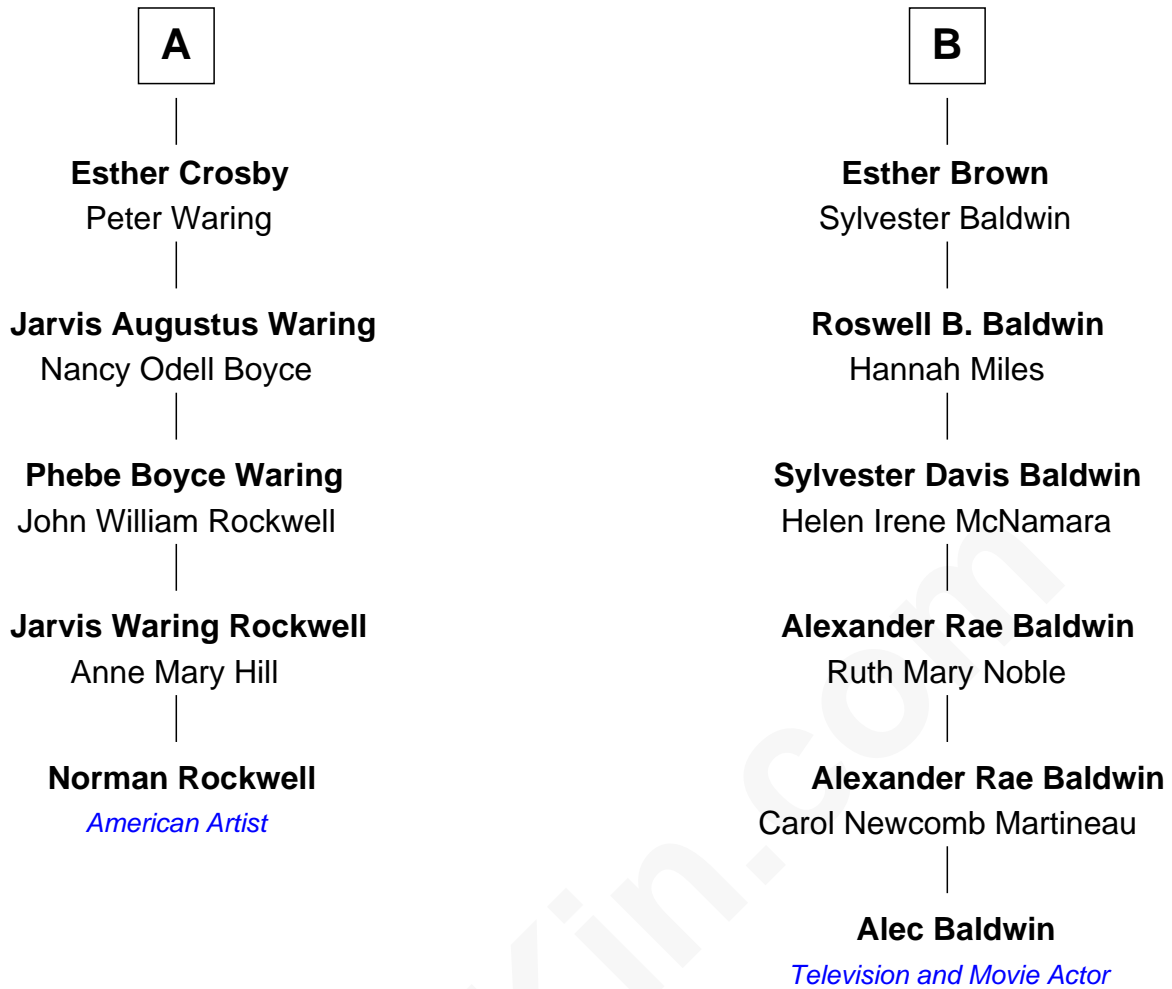 A
Esther Crosby
Peter Waring
Jarvis Augustus Waring
Nancy Odell Boyce
Phebe Boyce Waring
John William Rockwell
Jarvis Waring Rockwell
Anne Mary Hill
Norman Rockwell
American Artist
B
Esther Brown
Sylvester Baldwin
Roswell B. Baldwin
Hannah Miles
Sylvester Davis Baldwin
Helen Irene McNamara
Alexander Rae Baldwin
Ruth Mary Noble
Alexander Rae Baldwin
Carol Newcomb Martineau
Alec Baldwin
Television and Movie Actor